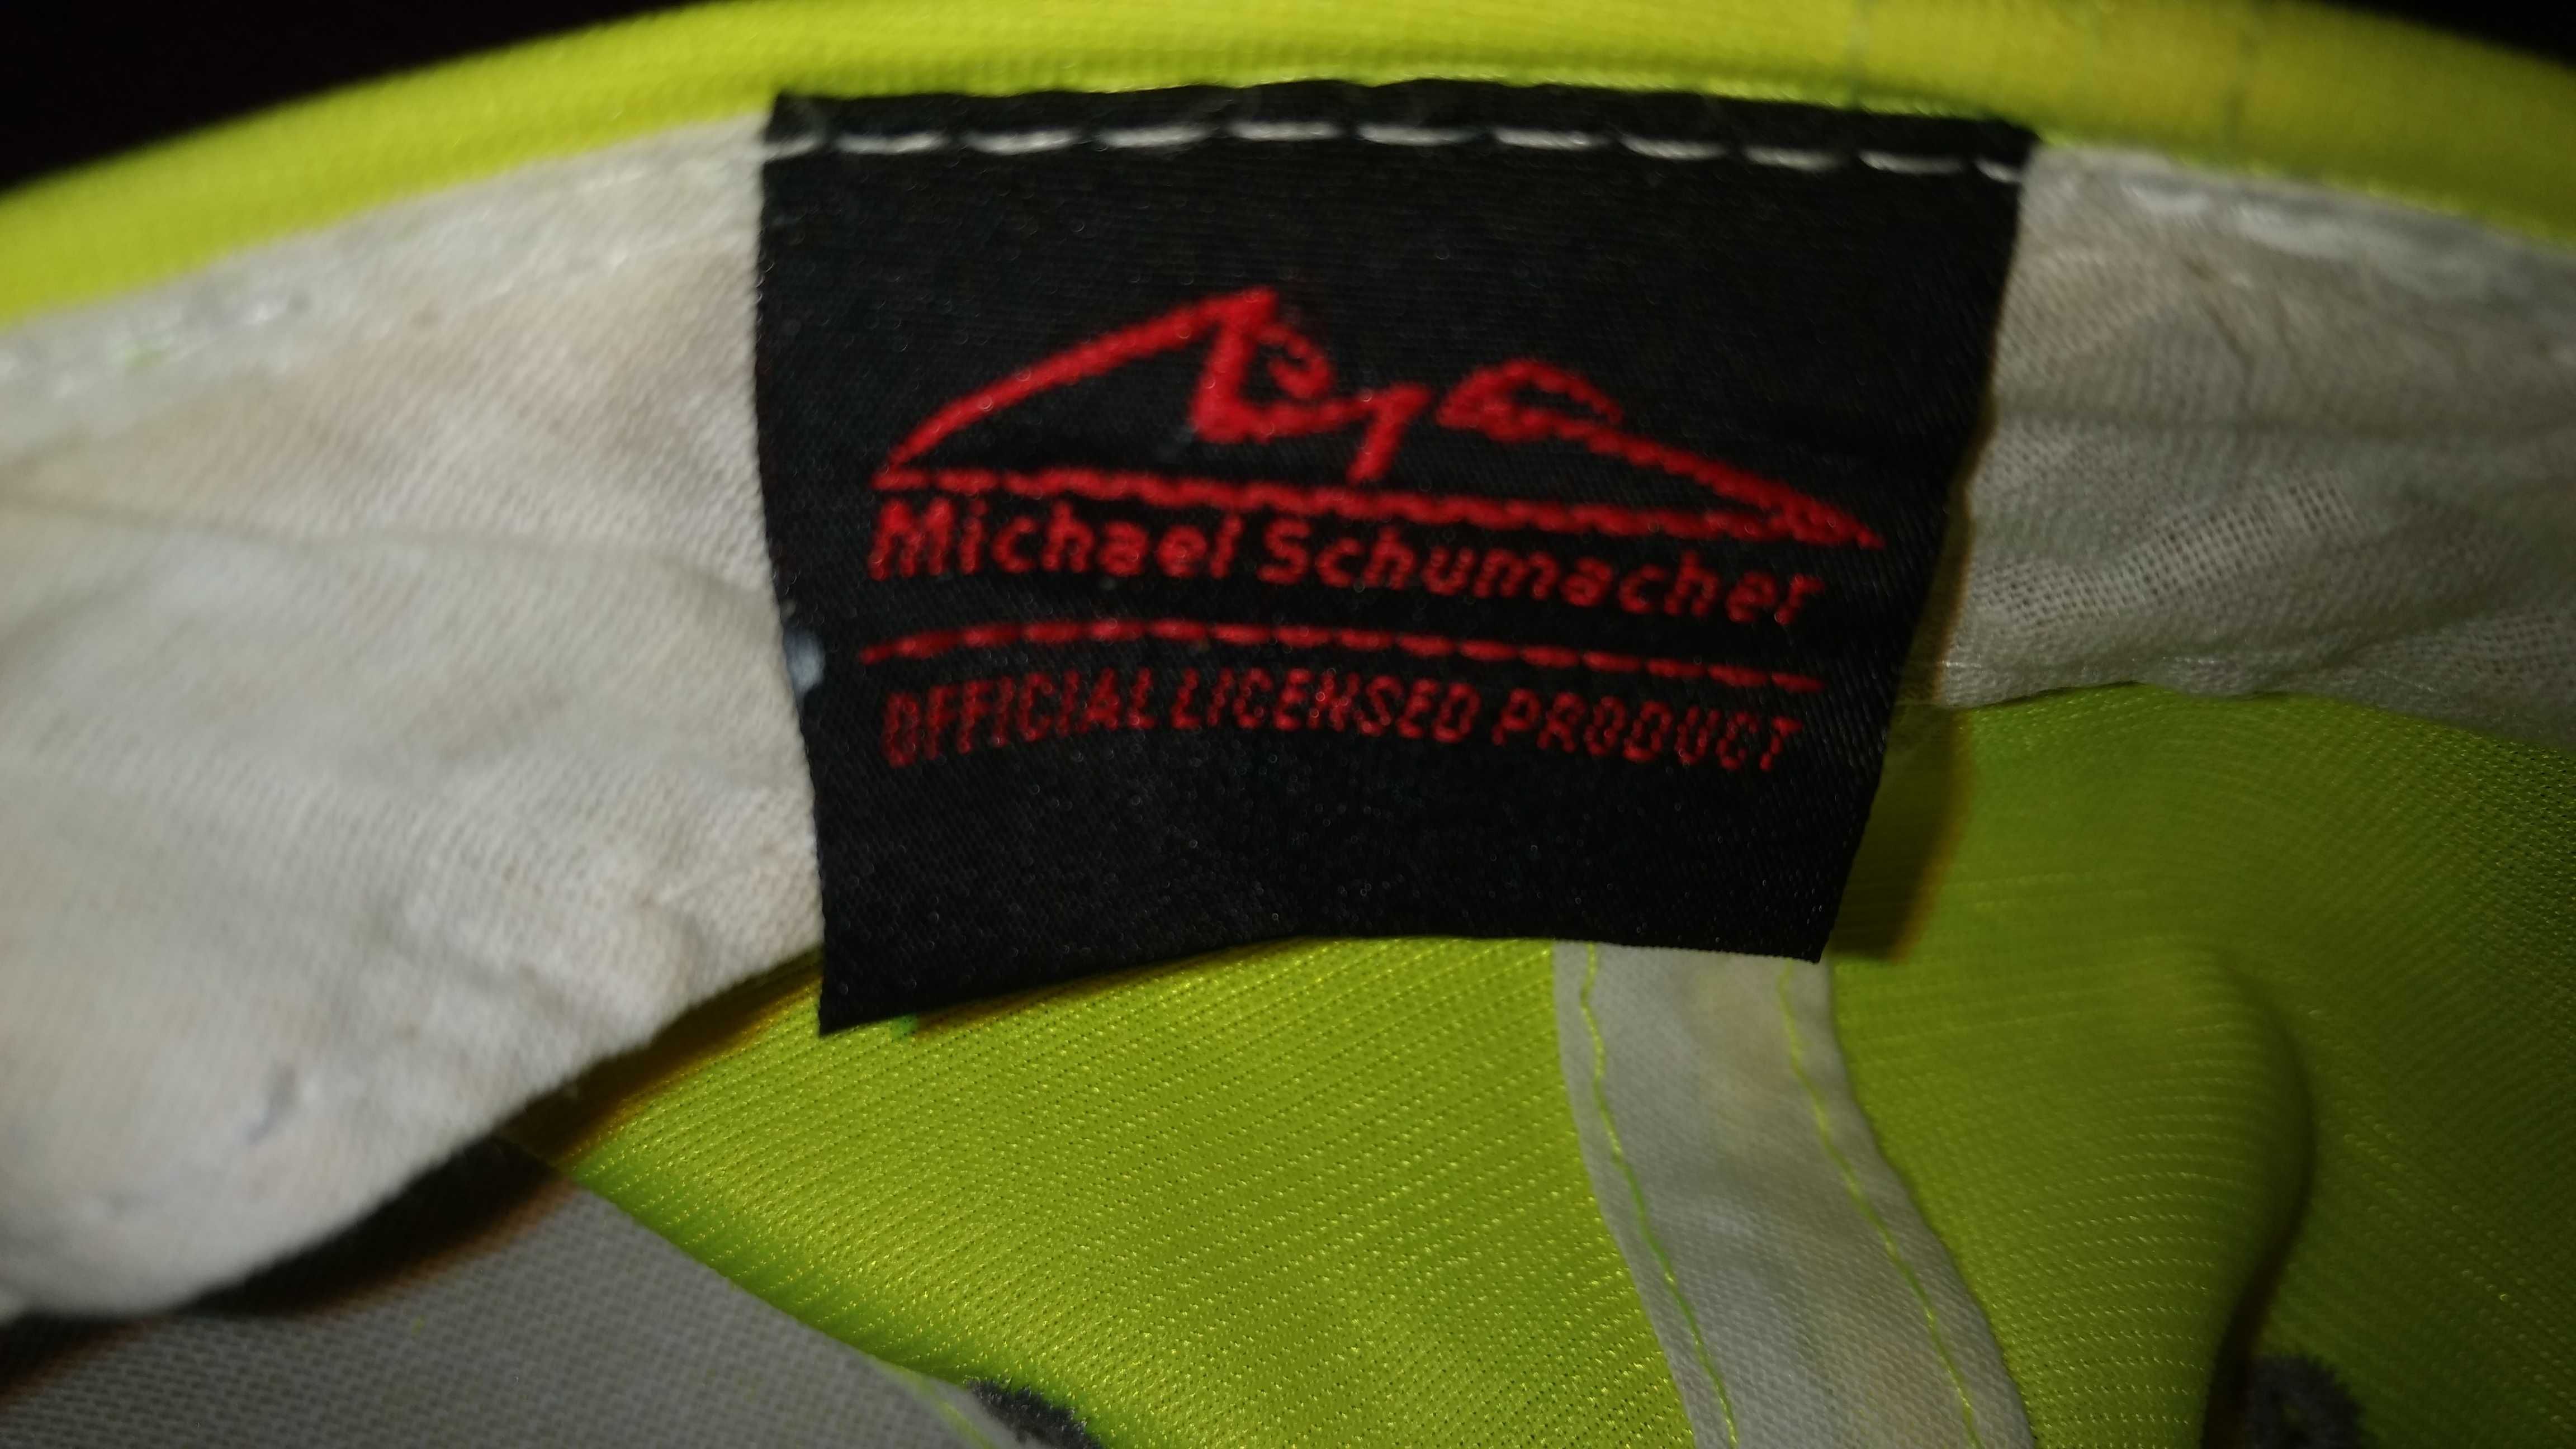 Michael Schumacher
OFFICIAL LICENSED PRODUCT